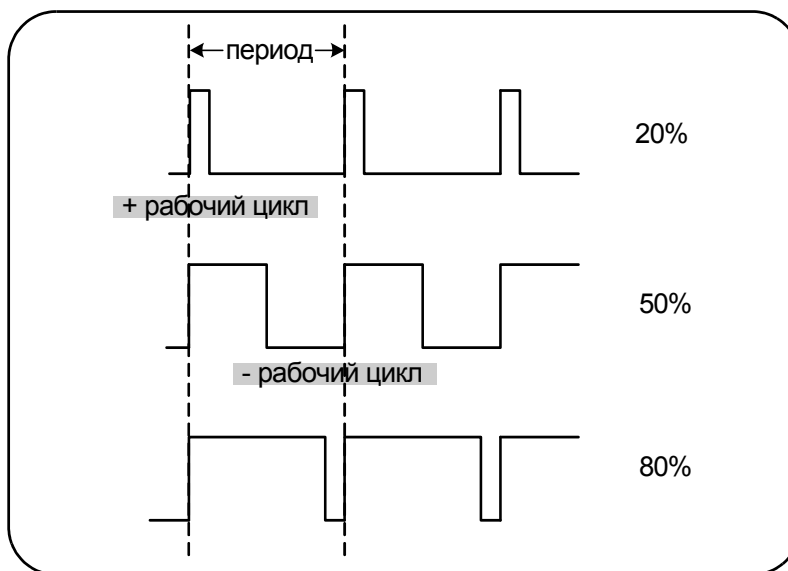 период
20%
+ рабочий цикл
50%
- рабочий цикл
80%